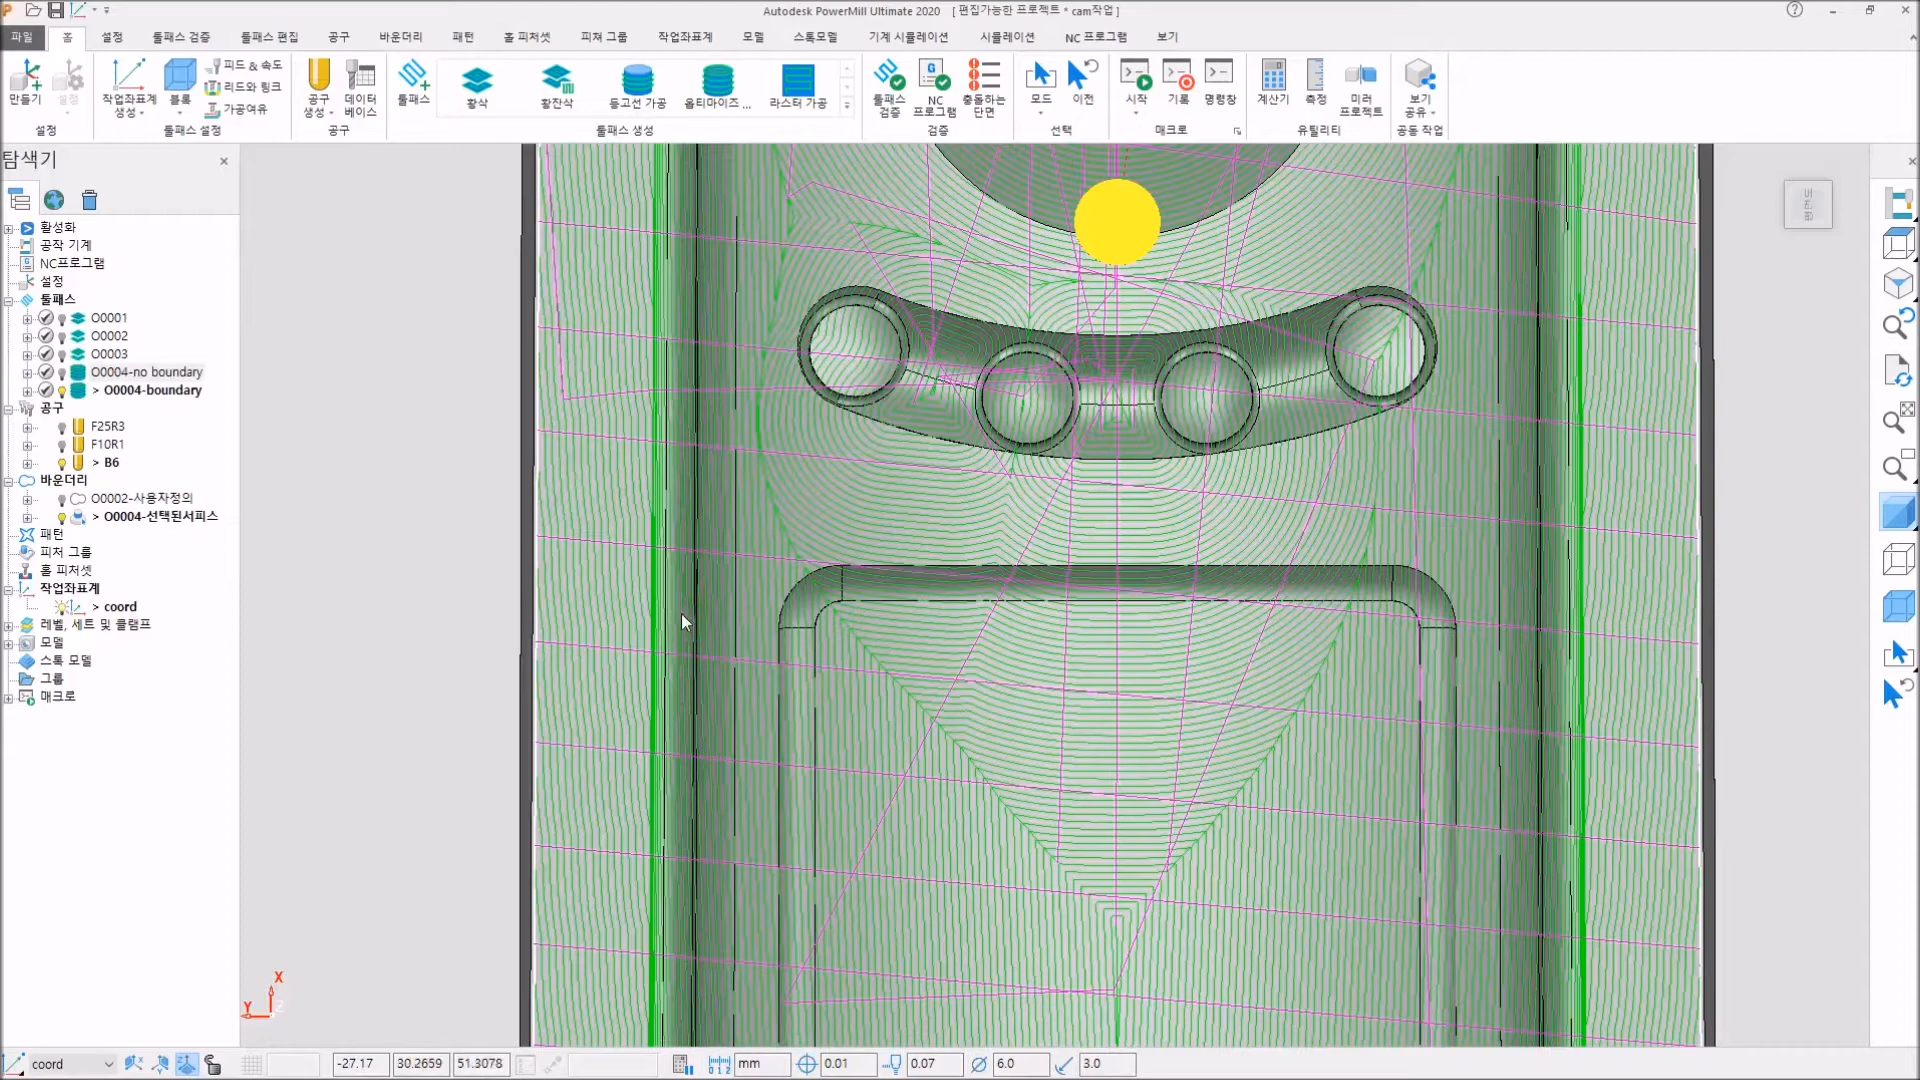 Autodesk PowerMill Ultimate 2020 [ 편집가능한 프로젝트 * cam작업 ]
파일 홈 설정 툴패스 검증 툴패스 편집 공구 바운더리 패턴 홀 피처셋 피쳐 그룹 작업좌표계 모델 스톡모델 기계 시뮬레이션 시뮬레이션 NC 프로그램 보기
만들기 설정 작업좌표계 생성 블록 피드 & 속도 리드와 링크 가공여유 공구 생성 데이터 베이스 툴패스 황삭 황잔삭 등고선 가공 옵티마이즈 ... 라스터 가공 툴패스 검증 NC 프로그램 충돌하는 단면 모드 이전 시작 기록 명령창 계산기 측정 미러 프로젝트 보기 공유
설정 툴패스 설정 공구 툴패스 생성 검증 선택 매크로 유틸리티 공동 작업
탐색기
활성화
공작 기계
NC프로그램
설정
툴패스
O0001
O0002
O0003
O0004-no boundary
> O0004-boundary
공구
F25R3
F10R1
> B6
바운더리
O0002-사용자정의
> O0004-선택된서피스
패턴
피처 그룹
홀 피처셋
작업좌표계
> coord
레벨, 세트 및 클램프
모델
스톡 모델
그룹
매크로
X
Y
Z
coord -27.17 30.2659 51.3078 mm 0.01 0.07 6.0 3.0